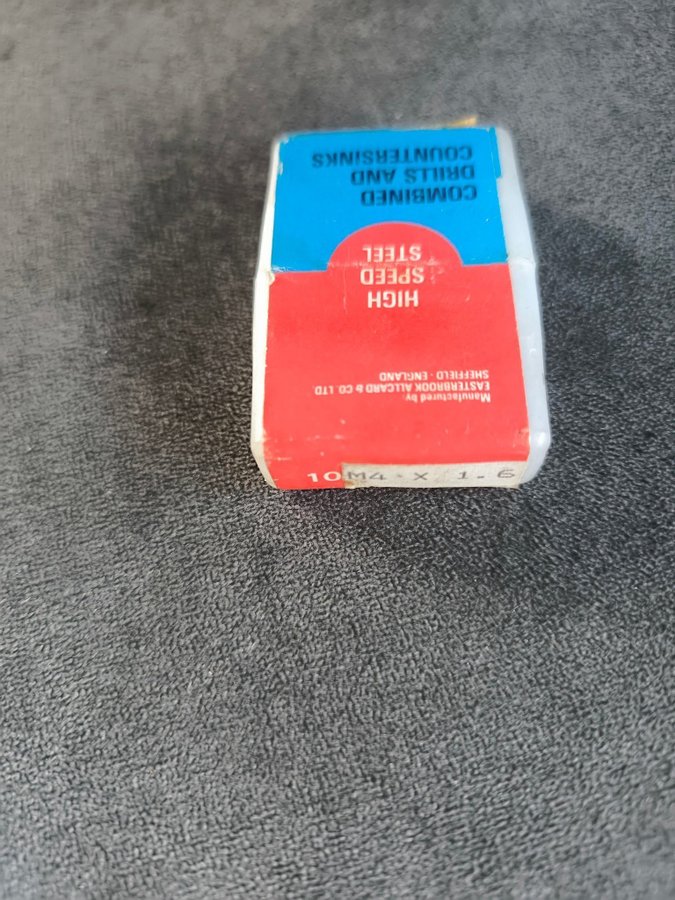 COMBINED
DRILLS AND
COUNTERSINKS
HIGH
SPEED
STEEL
Manufactured by:
EASTERBROOK ALLCARD & CO. LTD
SHEFFIELD · ENGLAND
10 M4 X 1.6